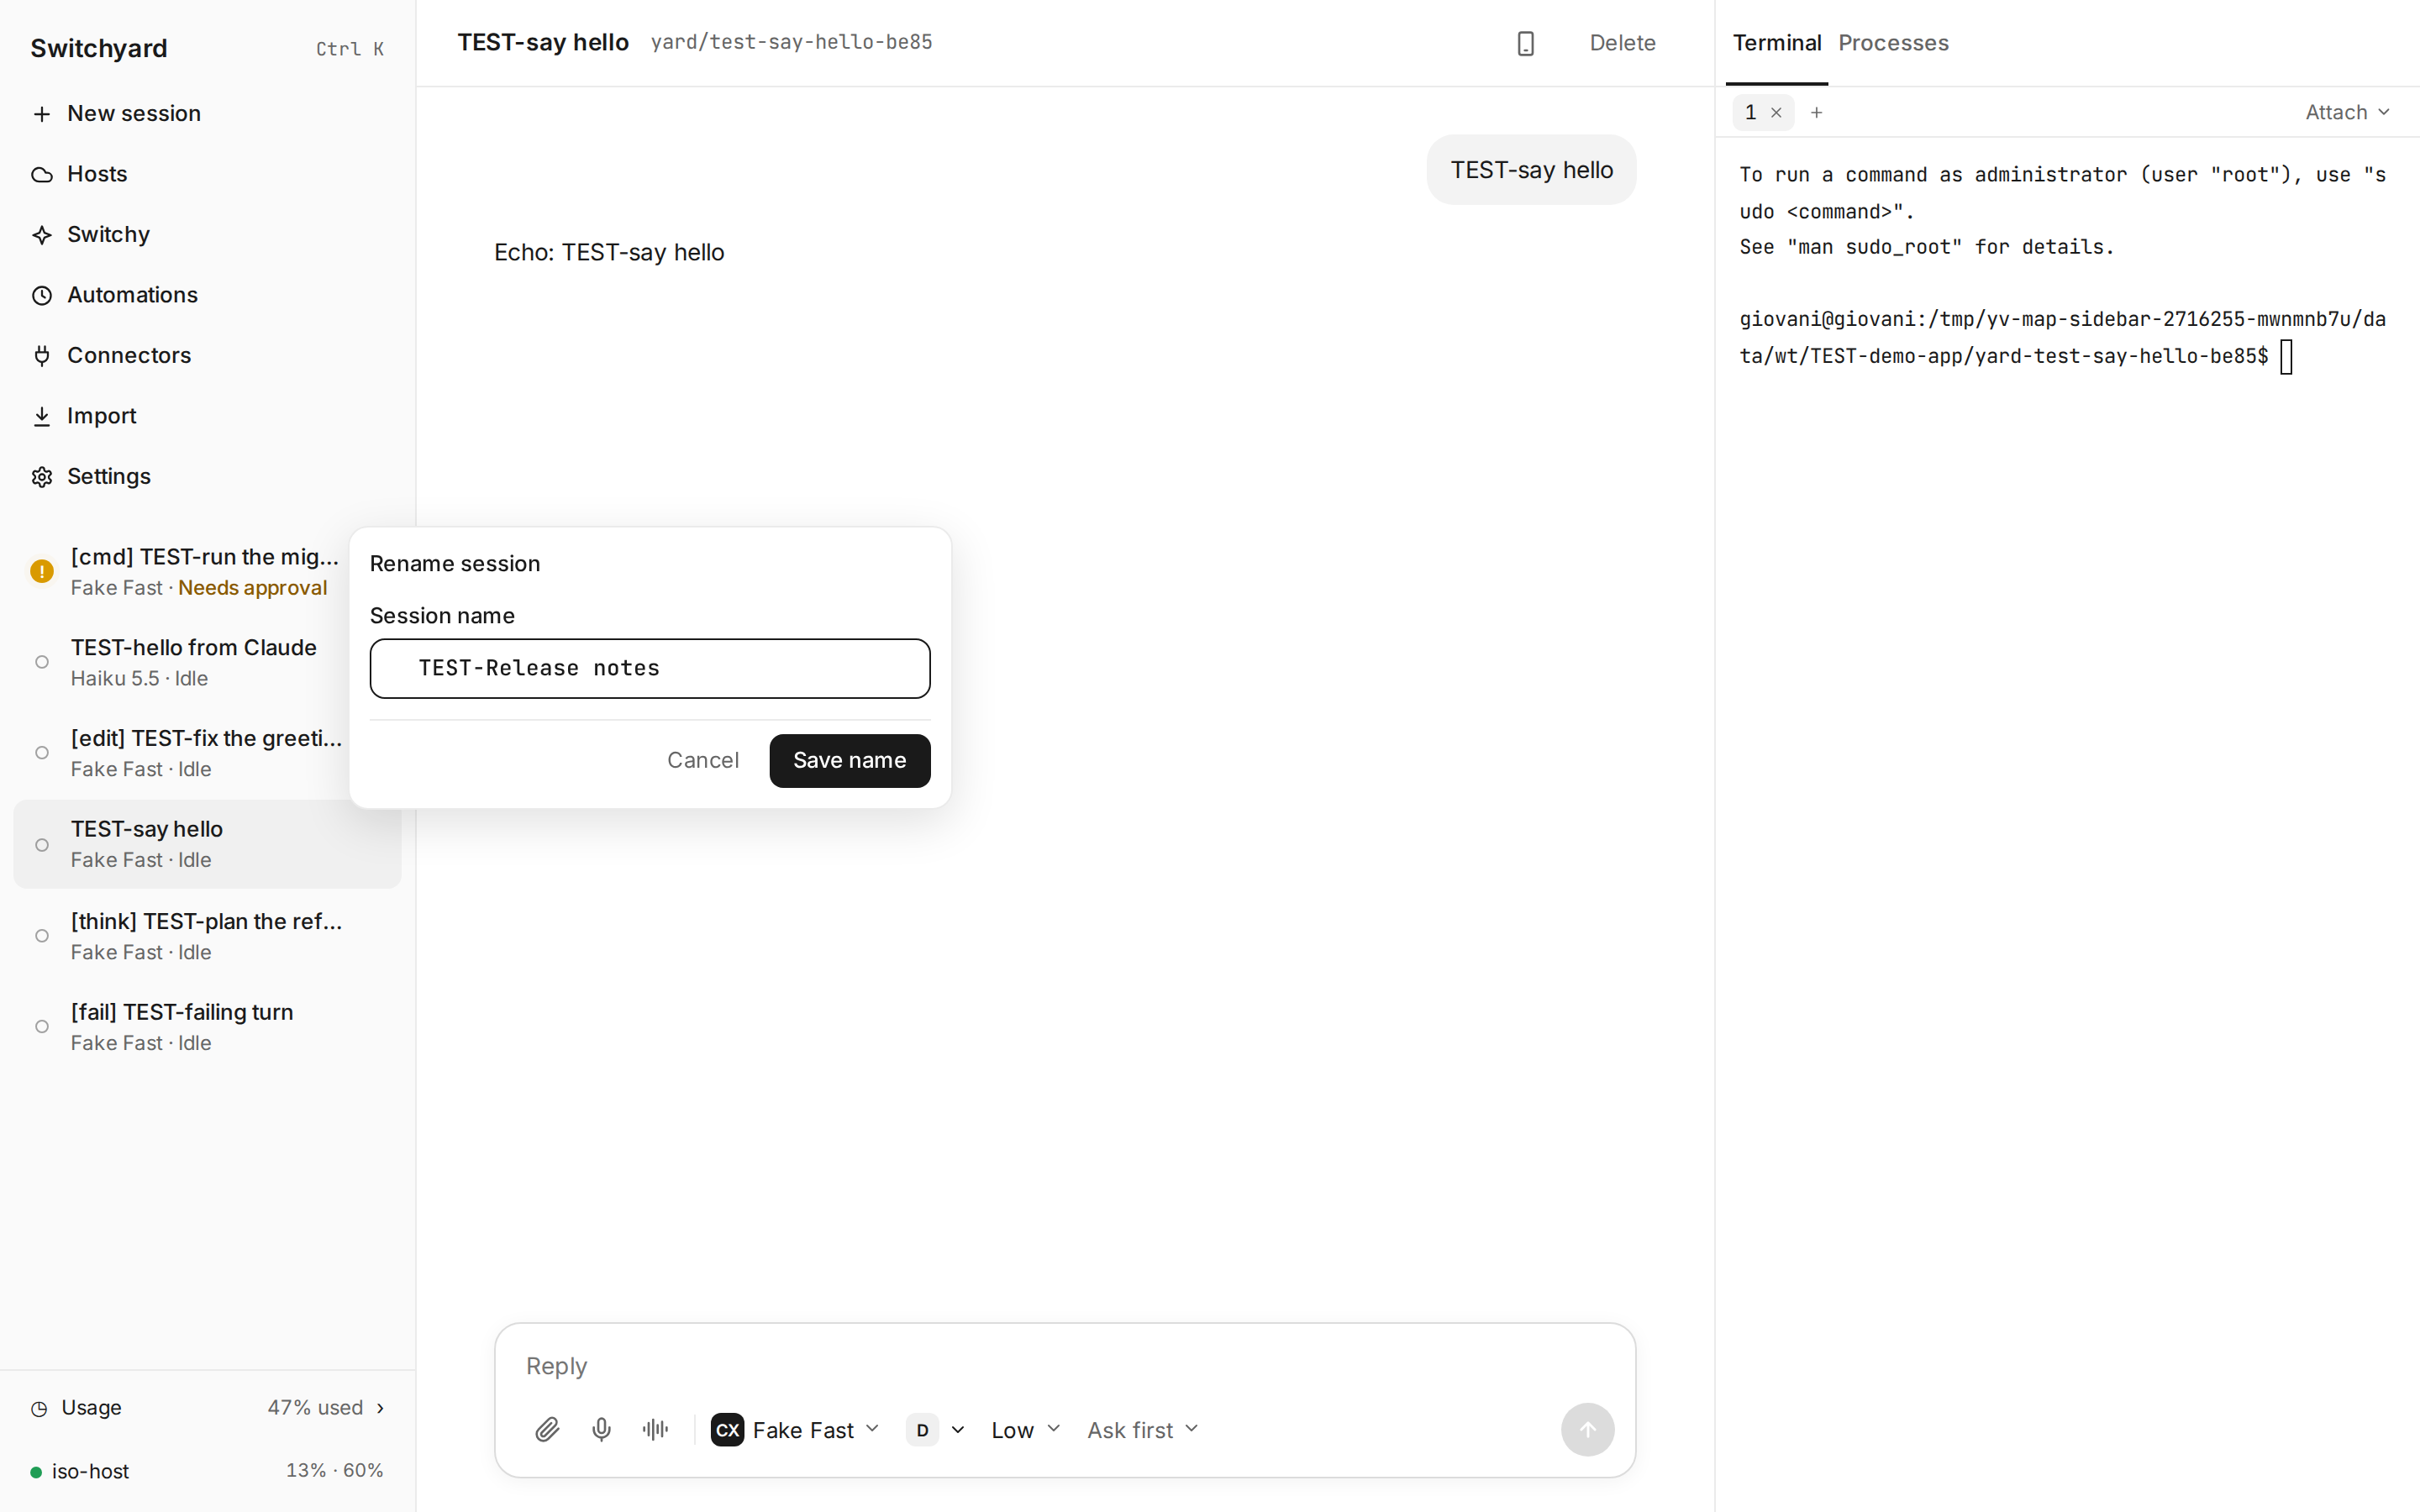 Switchyard
Ctrl K
New session
Hosts
Switchy
Automations
Connectors
Import
Settings
[cmd] TEST-run the mig...
Fake Fast · Needs approval
TEST-hello from Claude
Haiku 5.5 · Idle
[edit] TEST-fix the greeti...
Fake Fast · Idle
TEST-say hello
Fake Fast · Idle
[think] TEST-plan the ref...
Fake Fast · Idle
[fail] TEST-failing turn
Fake Fast · Idle
Usage
47% used ›
iso-host
13% · 60%
TEST-say hello
yard/test-say-hello-be85
Delete
TEST-say hello
Echo: TEST-say hello
Rename session
Session name
TEST-Release notes
Cancel
Save name
Reply
CX Fake Fast
D
Low
Ask first
Terminal
Processes
1 × +
Attach
To run a command as administrator (user "root"), use "s
udo <command>".
See "man sudo_root" for details.
giovani@giovani:/tmp/yv-map-sidebar-2716255-mwnmnb7u/da
ta/wt/TEST-demo-app/yard-test-say-hello-be85$